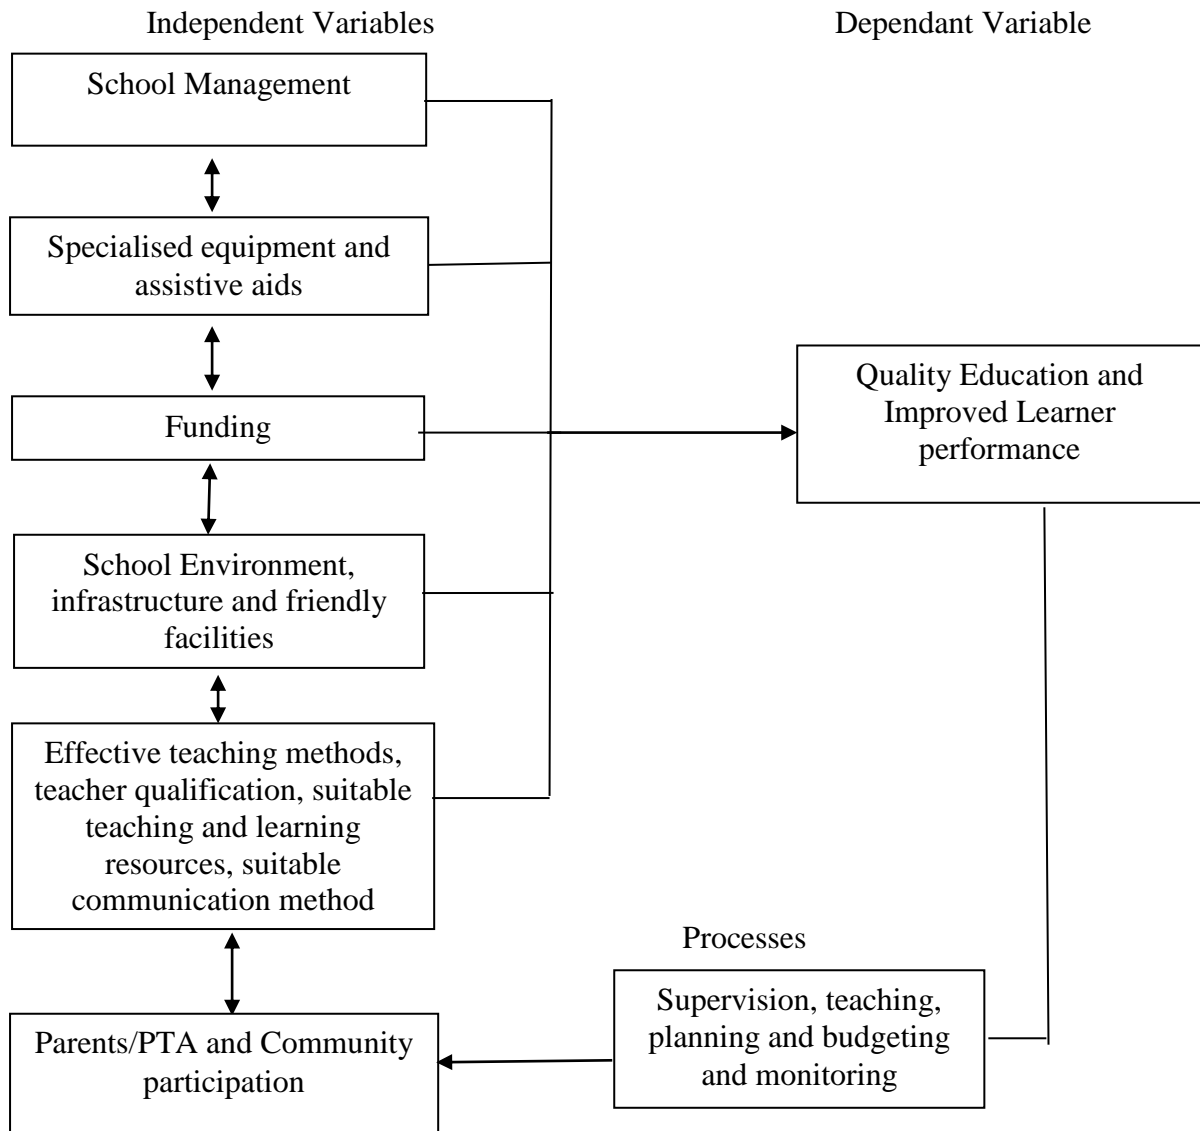 Independent Variables
Dependant Variable
School Management
Specialised equipment and
assistive aids
Funding
Quality Education and
Improved Learner
performance
School Environment,
infrastructure and friendly
facilities
Effective teaching methods,
teacher qualification, suitable
teaching and learning
resources, suitable
communication method
Processes
Supervision, teaching,
planning and budgeting
and monitoring
Parents/PTA and Community
participation